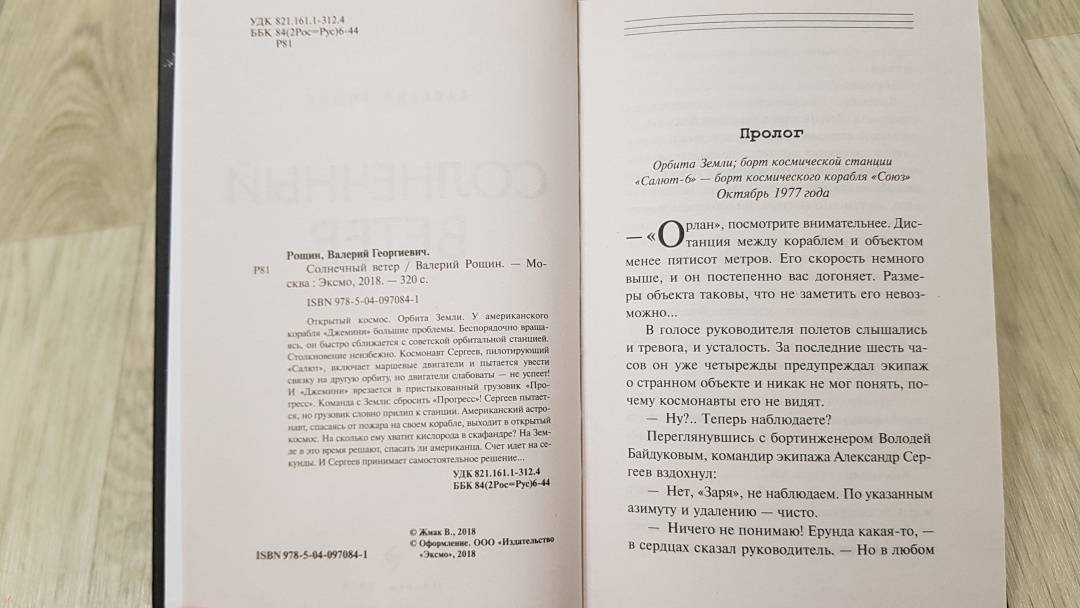 УДК 821.161.1-312.4
ББК 84(2Рос=Рус)6-44
Р81
Рощин, Валерий Георгиевич.
Р81 Солнечный ветер / Валерий Рощин. — Мо-
сква : Эксмо, 2018. — 320 с.
ISBN 978-5-04-097084-1
Открытый космос. Орбита Земли. У американского
корабля «Джемини» большие проблемы. Беспорядочно враща-
ясь, он быстро сближается с советской орбитальной станцией.
Столкновение неизбежно. Космонавт Сергеев, пилотирующий
«Салют», включает маршевые двигатели и пытается увести
связку на другую орбиту, но двигатели слабоваты — не успеет!
И «Джемини» врезается в пристыкованный грузовик «Про-
гресс». Команда с Земли: сбросить «Прогресс»! Сергеев пытает-
ся, но грузовик словно прилип к станции. Американский астро-
навт, спасаясь от пожара на своем корабле, выходит в открытый
космос. На сколько ему хватит кислорода в скафандре? На Зем-
ле в это время решают, спасать ли американца. Счет идет на се-
кунды. И Сергеев принимает самостоятельное решение...
УДК 821.161.1-312.4
ББК 84(2Рос=Рус)6-44
© Жмак В., 2018
© Оформление. ООО «Издательство
ISBN 978-5-04-097084-1 «Эксмо», 2018
Пролог
Орбита Земли; борт космической станции
«Салют-6» — борт космического корабля «Союз»
Октябрь 1977 года
— «Орлан», посмотрите внимательнее. Дис-
танция между кораблем и объектом
менее пятисот метров. Его скорость немного
выше, и он постепенно вас догоняет. Разме-
ры объекта таковы, что не заметить его невоз-
можно...
В голосе руководителя полетов слышались
и тревога, и усталость. За последние шесть ча-
сов он уже четырежды предупреждал экипаж
о странном объекте и никак не мог понять, по-
чему космонавты его не видят.
— Ну?.. Теперь наблюдаете?
Переглянувшись с бортинженером Володей
Байдуковым, командир экипажа Александр Сер-
геев вздохнул:
— Нет, «Заря», не наблюдаем. По указанным
азимуту и удалению — чисто.
— Ничего не понимаю! Ерунда какая-то, —
в сердцах сказал руководитель. — Но в любом